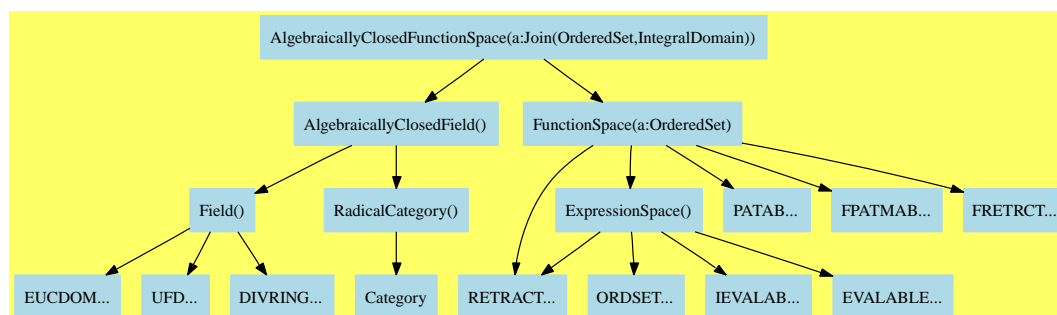 AlgebraicallyClosedFunctionSpace(a:Join(OrderedSet,IntegralDomain))
AlgebraicallyClosedField()
FunctionSpace(a:OrderedSet)
Field()
RadicalCategory()
ExpressionSpace()
PATAB...
FPATMAB...
FRETRCT...
EUCDOM...
UFD...
DIVRING...
Category
RETRACT...
ORDSET...
IEVALAB...
EVALABLE...